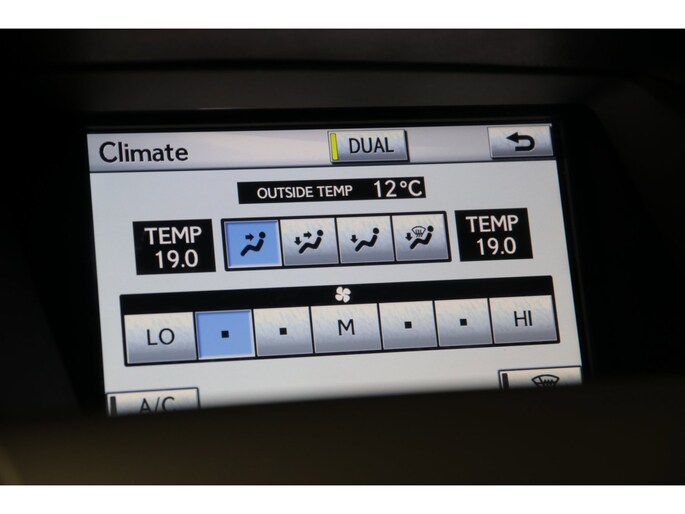 Climate
DUAL
OUTSIDE TEMP 12°C
TEMP
19.0
TEMP
19.0
LO
M
HI
A/C